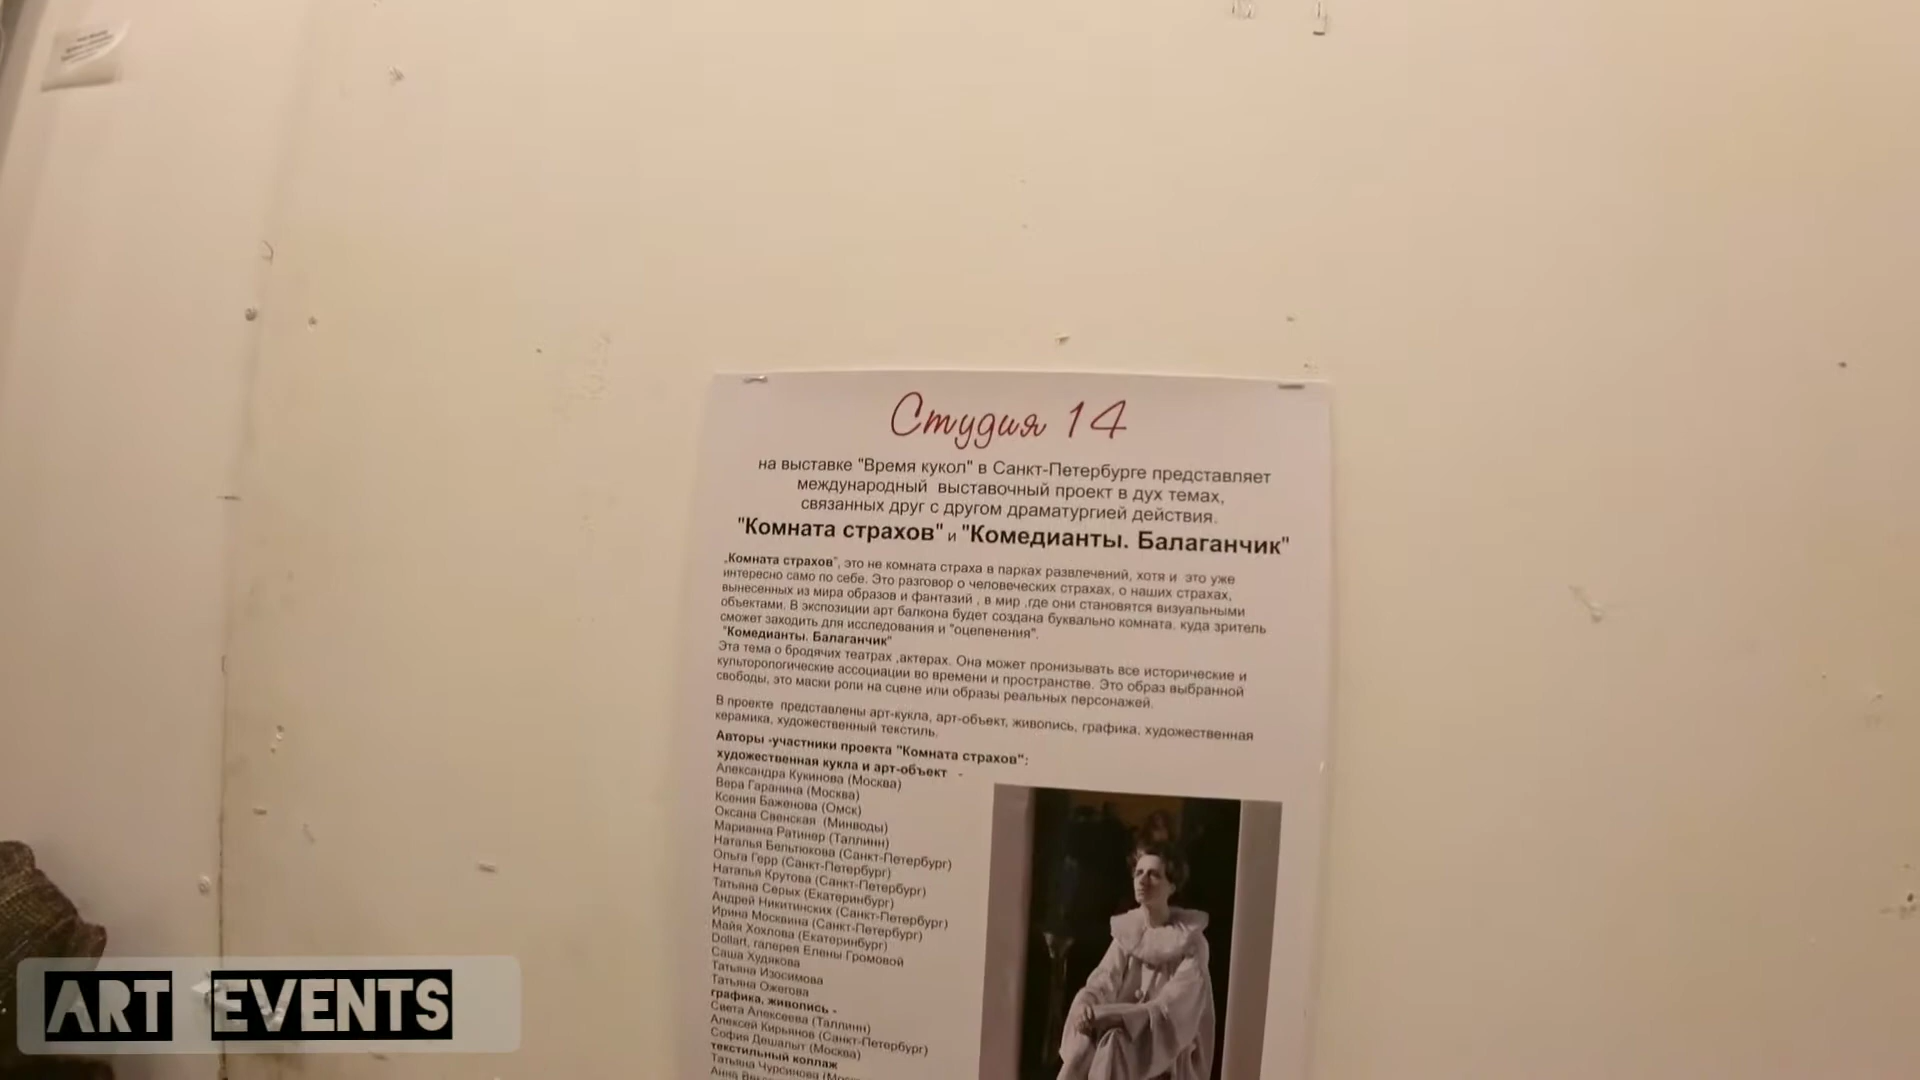 Студия 14
на выставке "Время кукол" в Санкт-Петербурге представляет
международный выставочный проект в дух темах,
связанных друг с другом драматургией действия.
"Комната страхов" и "Комедианты. Балаганчик"
„Комната страхов", это не комната страха в парках развлечений, хотя и это уже
интересно само по себе. Это разговор о человеческих страхах, о наших страхах,
вынесенных из мира образов и фантазий , в мир ,где они становятся визуальными
объектами. В экспозиции арт балкона будет создана буквально комната. куда зритель
сможет заходить для исследования и "оцепенения".
"Комедианты. Балаганчик"
Эта тема о бродячих театрах ,актерах. Она может пронизывать все исторические и
культорологические ассоциации во времени и пространстве. Это образ выбранной
свободы, это маски роли на сцене или образы реальных персонажей.
В проекте представлены арт-кукла, арт-объект, живопись, графика, художественная
керамика, художественный текстиль.
Авторы -участники проекта "Комната страхов":
художественная кукла и арт-объект -
Александра Кукинова (Москва)
Вера Гаранина (Москва)
Ксения Баженова (Омск)
Оксана Свенская (Минводы)
Марианна Ратинер (Таллинн)
Наталья Бельтюкова (Санкт-Петербург)
Ольга Герр (Санкт-Петербург)
Наталья Крутова (Санкт-Петербург)
Татьяна Серых (Екатеринбург)
Андрей Никитинских (Санкт-Петербург)
Ирина Москвина (Санкт-Петербург)
Майя Хохлова (Екатеринбург)
Dollart, галерея Елены Громовой
Саша Худякова
Татьяна Изосимова
Татьяна Ожегова
графика, живопись -
Света Алексеева (Таллинн)
Алексей Кирьянов (Санкт-Петербург)
София Дешалыт (Москва)
текстильный коллаж
Татьяна Чурсинова
Анна
ART EVENTS